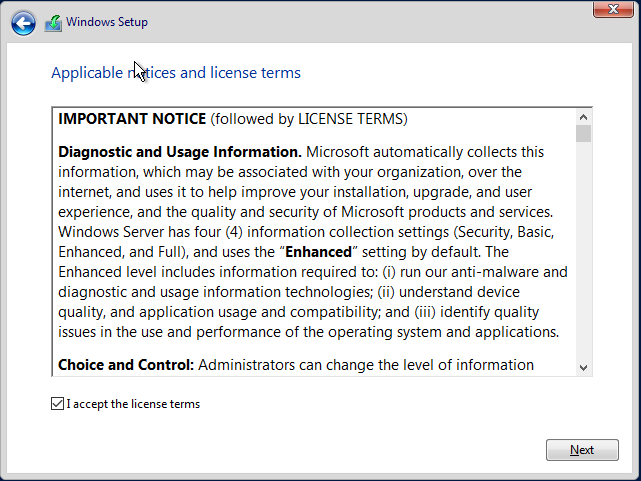 Windows Setup
Applicable notices and license terms
IMPORTANT NOTICE (followed by LICENSE TERMS)
Diagnostic and Usage Information. Microsoft automatically collects this
information, which may be associated with your organization, over the
internet, and uses it to help improve your installation, upgrade, and user
experience, and the quality and security of Microsoft products and services.
Windows Server has four (4) information collection settings (Security, Basic,
Enhanced, and Full), and uses the “Enhanced” setting by default. The
Enhanced level includes information required to: (i) run our anti-malware and
diagnostic and usage information technologies; (ii) understand device
quality, and application usage and compatibility; and (iii) identify quality
issues in the use and performance of the operating system and applications.
Choice and Control: Administrators can change the level of information
I accept the license terms
Next